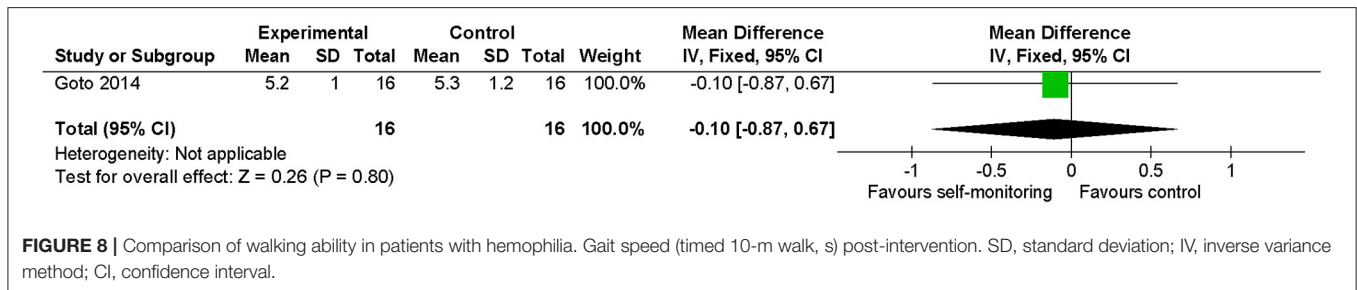 Experimental Control Mean Difference Mean Difference
Study or Subgroup Mean SD Total Mean SD Total Weight IV, Fixed, 95% CI IV, Fixed, 95% CI
Goto 2014 5.2 1 16 5.3 1.2 16 100.0% -0.10 [-0.87, 0.67]
Total (95% CI) 16 16 100.0% -0.10 [-0.87, 0.67]
Heterogeneity: Not applicable
Test for overall effect: Z = 0.26 (P = 0.80)
-1 -0.5 0 0.5 1
Favours self-monitoring Favours control
FIGURE 8 | Comparison of walking ability in patients with hemophilia. Gait speed (timed 10-m walk, s) post-intervention. SD, standard deviation; IV, inverse variance
method; CI, confidence interval.